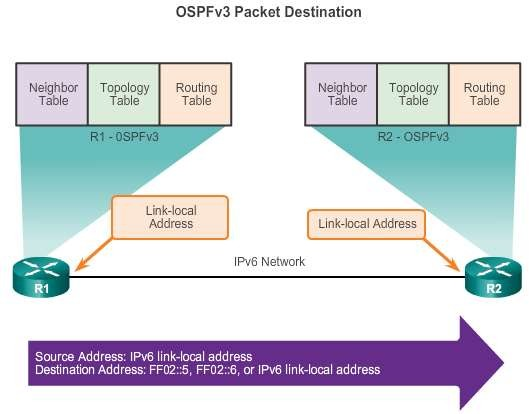 OSPFv3 Packet Destination
Neighbor Table
Topology Table
Routing Table
Neighbor Table
Topology Table
Routing Table
R1 - 0SPFv3
R2 - OSPFv3
Link-local
Address
Link-local Address
IPv6 Network
R1
R2
Source Address: IPv6 link-local address
Destination Address: FF02::5, FF02::6, or IPv6 link-local address